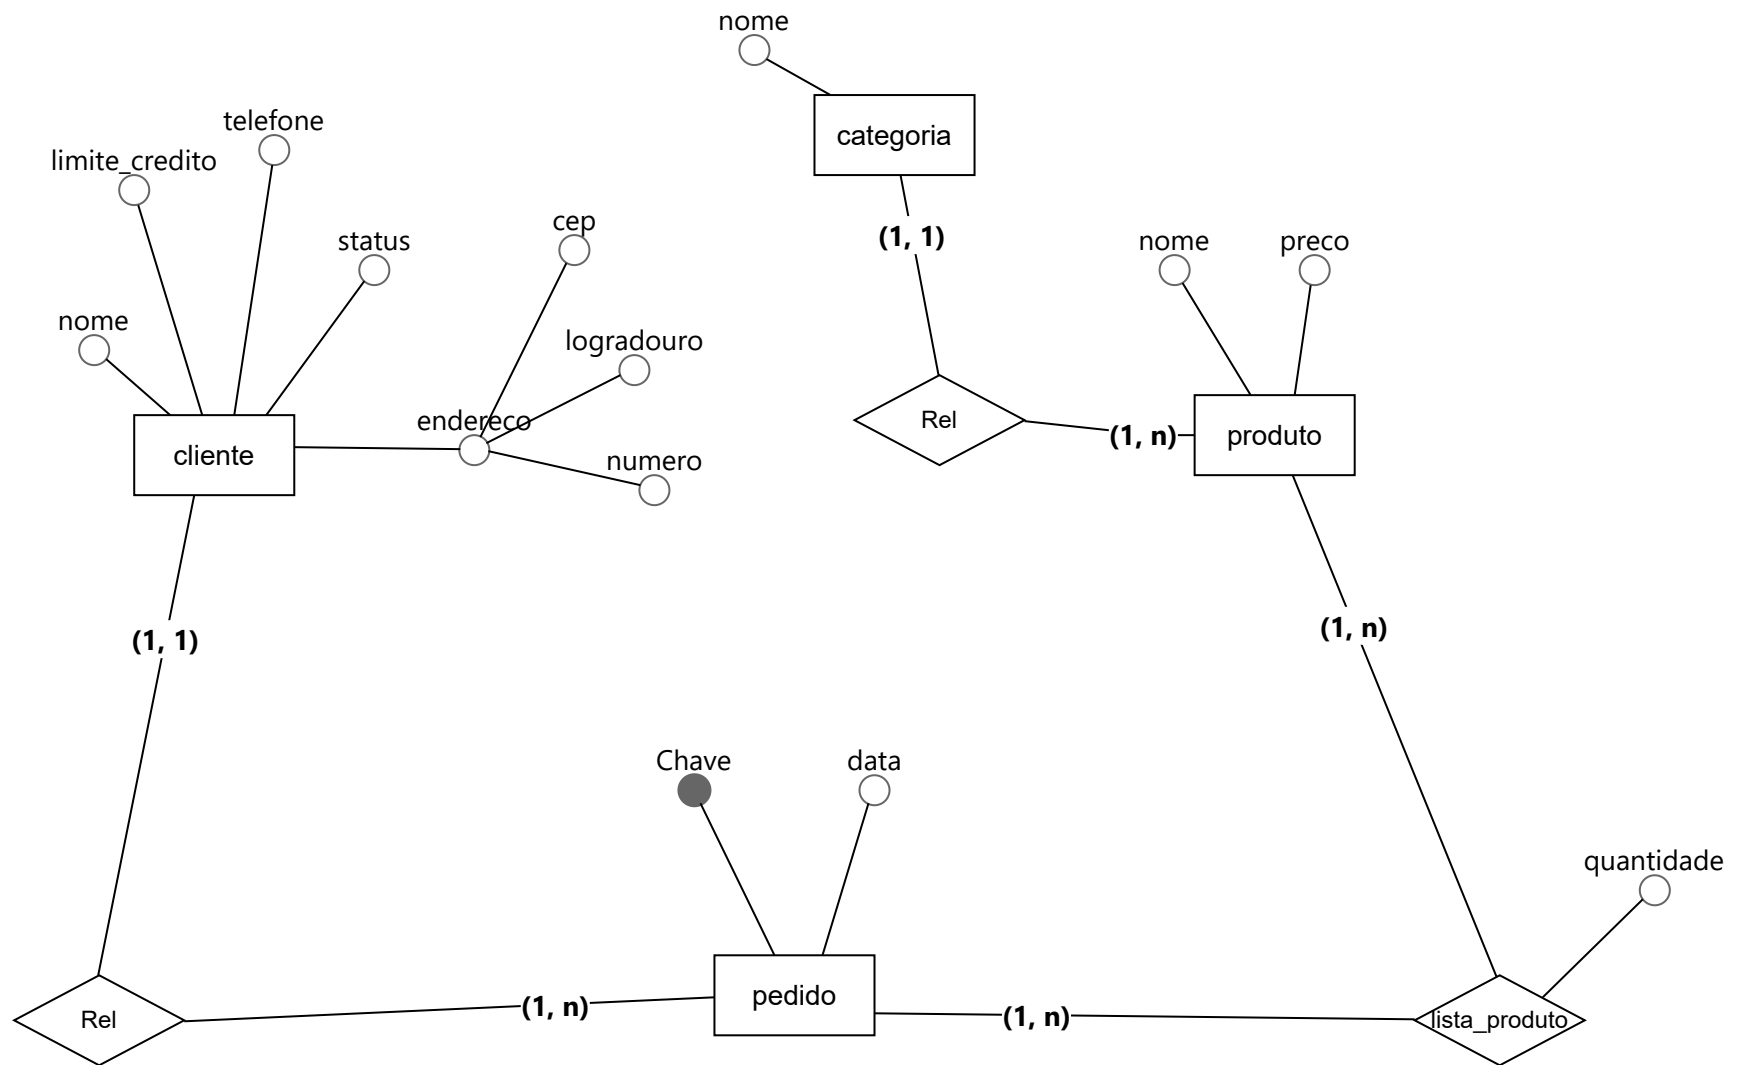 nome
categoria
telefone
limite_credito
status
cep
(1, 1)
nome
preco
nome
logradouro
endereco
Rel
(1, n)
produto
cliente
numero
(1, 1)
(1, n)
Chave
data
quantidade
pedido
(1, n)
(1, n)
Rel
lista_produto